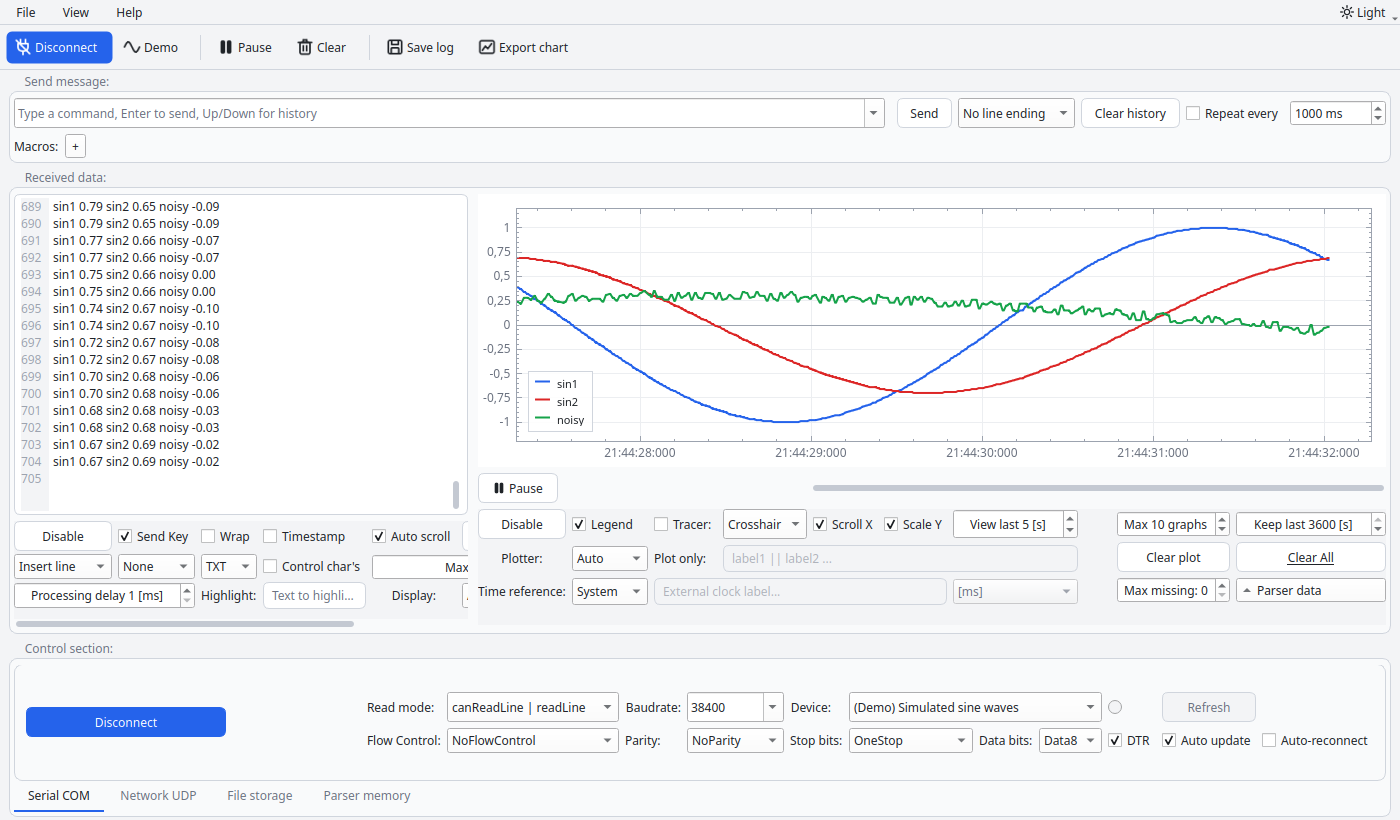 File View Help Light
Disconnect Demo Pause Clear Save log Export chart
Send message:
Type a command, Enter to send, Up/Down for history Send No line ending Clear history Repeat every 1000 ms
Macros: +
Received data:
689 sin1 0.79 sin2 0.65 noisy -0.09
690 sin1 0.79 sin2 0.65 noisy -0.09
691 sin1 0.77 sin2 0.66 noisy -0.07
692 sin1 0.77 sin2 0.66 noisy -0.07
693 sin1 0.75 sin2 0.66 noisy 0.00
694 sin1 0.75 sin2 0.66 noisy 0.00
695 sin1 0.74 sin2 0.67 noisy -0.10
696 sin1 0.74 sin2 0.67 noisy -0.10
697 sin1 0.72 sin2 0.67 noisy -0.08
698 sin1 0.72 sin2 0.67 noisy -0.08
699 sin1 0.70 sin2 0.68 noisy -0.06
700 sin1 0.70 sin2 0.68 noisy -0.06
701 sin1 0.68 sin2 0.68 noisy -0.03
702 sin1 0.68 sin2 0.68 noisy -0.03
703 sin1 0.67 sin2 0.69 noisy -0.02
704 sin1 0.67 sin2 0.69 noisy -0.02
705
Disable Send Key Wrap Timestamp Auto scroll
Insert line None TXT Control char's Max
Processing delay 1 [ms] Highlight: Text to highli... Display:
1
0,75
0,5
0,25
0
-0,25
-0,5
-0,75
-1
sin1
sin2
noisy
21:44:28:000 21:44:29:000 21:44:30:000 21:44:31:000 21:44:32:000
Pause
Disable Legend Tracer: Crosshair Scroll X Scale Y View last 5 [s] Max 10 graphs Keep last 3600 [s]
Plotter: Auto Plot only: label1 || label2 ... Clear plot Clear All
Time reference: System External clock label... [ms] Max missing: 0 Parser data
Control section:
Disconnect
Read mode: canReadLine | readLine Baudrate: 38400 Device: (Demo) Simulated sine waves Refresh
Flow Control: NoFlowControl Parity: NoParity Stop bits: OneStop Data bits: Data8 DTR Auto update Auto-reconnect
Serial COM Network UDP File storage Parser memory